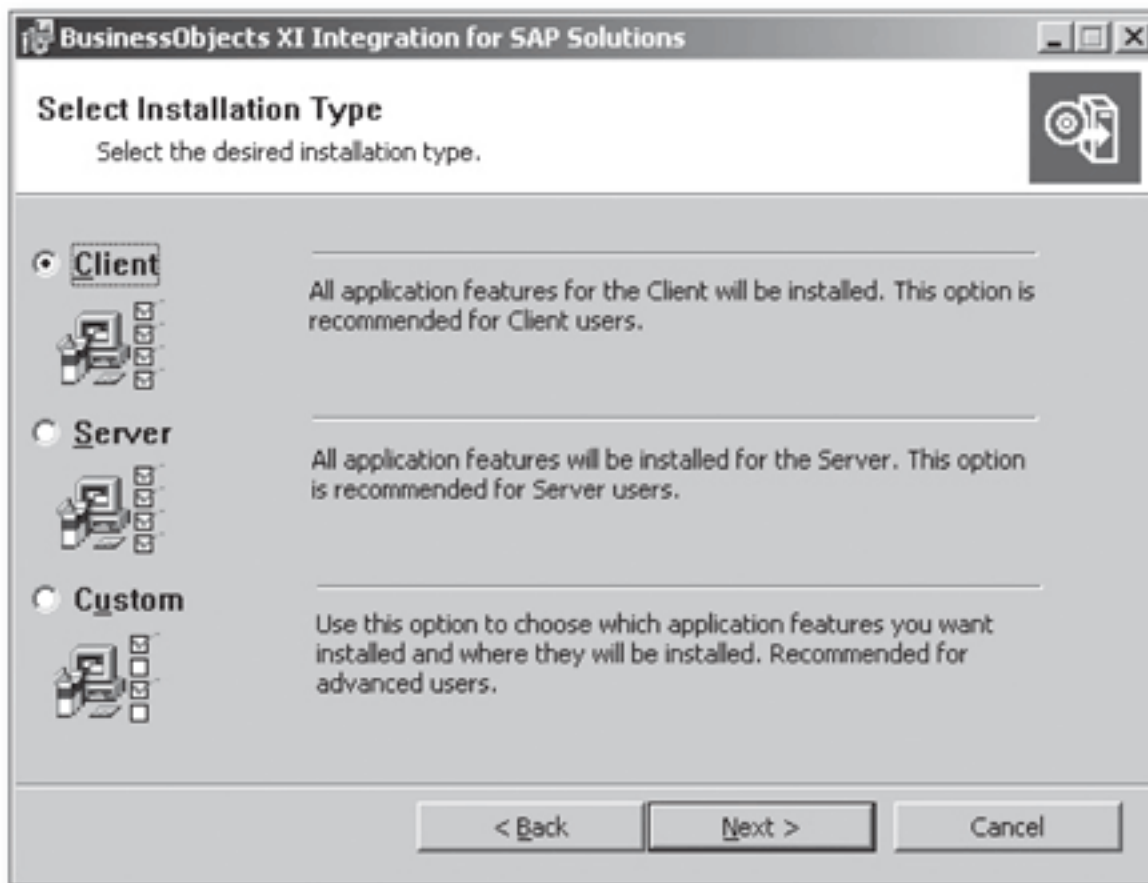 BusinessObjects XI Integration for SAP Solutions
Select Installation Type
Select the desired installation type.
Client
All application features for the Client will be installed. This option is
recommended for Client users.
Server
All application features will be installed for the Server. This option
is recommended for Server users.
Custom
Use this option to choose which application features you want
installed and where they will be installed. Recommended for
advanced users.
< Back
Next >
Cancel